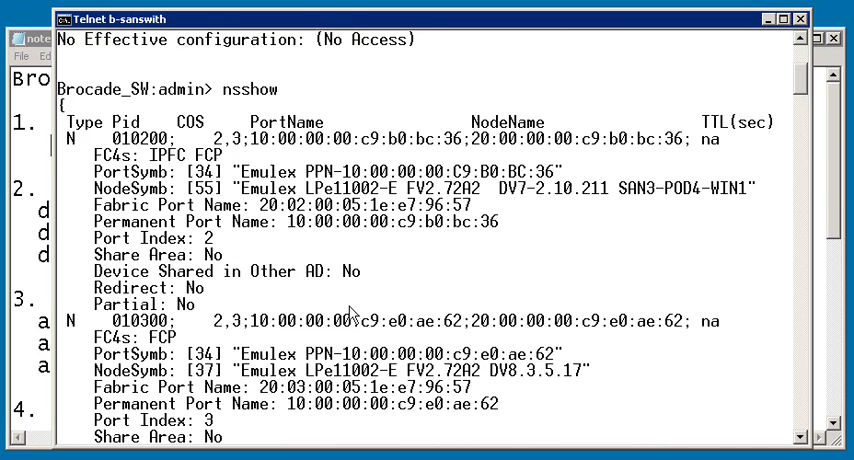 Telnet b-sanswith
note
File Ed
Bro
1.
2.
d
d
d
3.
a
a
a
4.
No Effective configuration: (No Access)
Brocade_SW:admin> nsshow
{
Type Pid COS PortName NodeName TTL(sec)
N 010200; 2,3;10:00:00:00:c9:b0:bc:36;20:00:00:00:c9:b0:bc:36; na
FC4s: IPFC FCP
PortSymb: [34] "Emulex PPN-10:00:00:00:C9:B0:BC:36"
NodeSymb: [55] "Emulex LPe11002-E FV2.72A2  DV7-2.10.211 SAN3-POD4-WIN1"
Fabric Port Name: 20:02:00:05:1e:e7:96:57
Permanent Port Name: 10:00:00:00:c9:b0:bc:36
Port Index: 2
Share Area: No
Device Shared in Other AD: No
Redirect: No
Partial: No
N 010300; 2,3;10:00:00:00:c9:e0:ae:62;20:00:00:00:c9:e0:ae:62; na
FC4s: FCP
PortSymb: [34] "Emulex PPN-10:00:00:00:c9:e0:ae:62"
NodeSymb: [37] "Emulex LPe11002-E FV2.72A2 DV8.3.5.17"
Fabric Port Name: 20:03:00:05:1e:e7:96:57
Permanent Port Name: 10:00:00:00:c9:e0:ae:62
Port Index: 3
Share Area: No